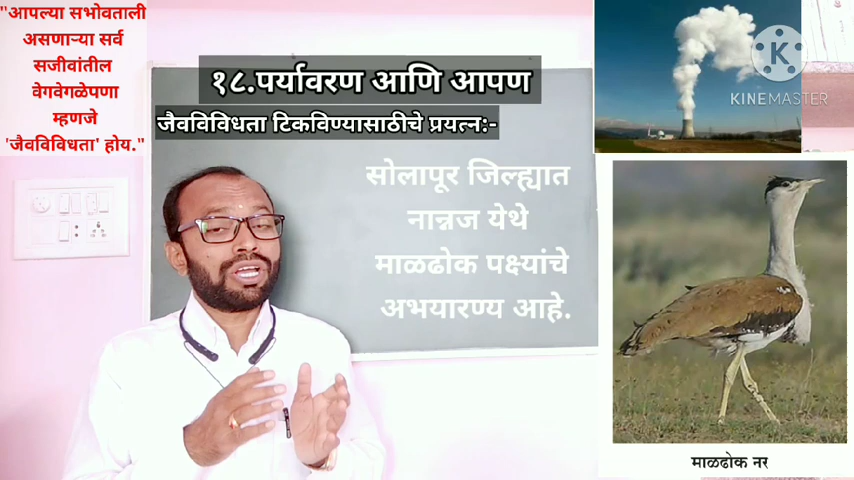 "आपल्या सभोवताली
असणाऱ्या सर्व
सजीवांतील
वेगवेगळेपणा
म्हणजे
'जैवविविधता' होय."
१८.पर्यावरण आणि आपण
जैवविविधता टिकविण्यासाठीचे प्रयत्न:-
सोलापूर जिल्ह्यात
नान्नज येथे
माळढोक पक्ष्यांचे
अभयारण्य आहे.
K
KINEMASTER
माळढोक नर